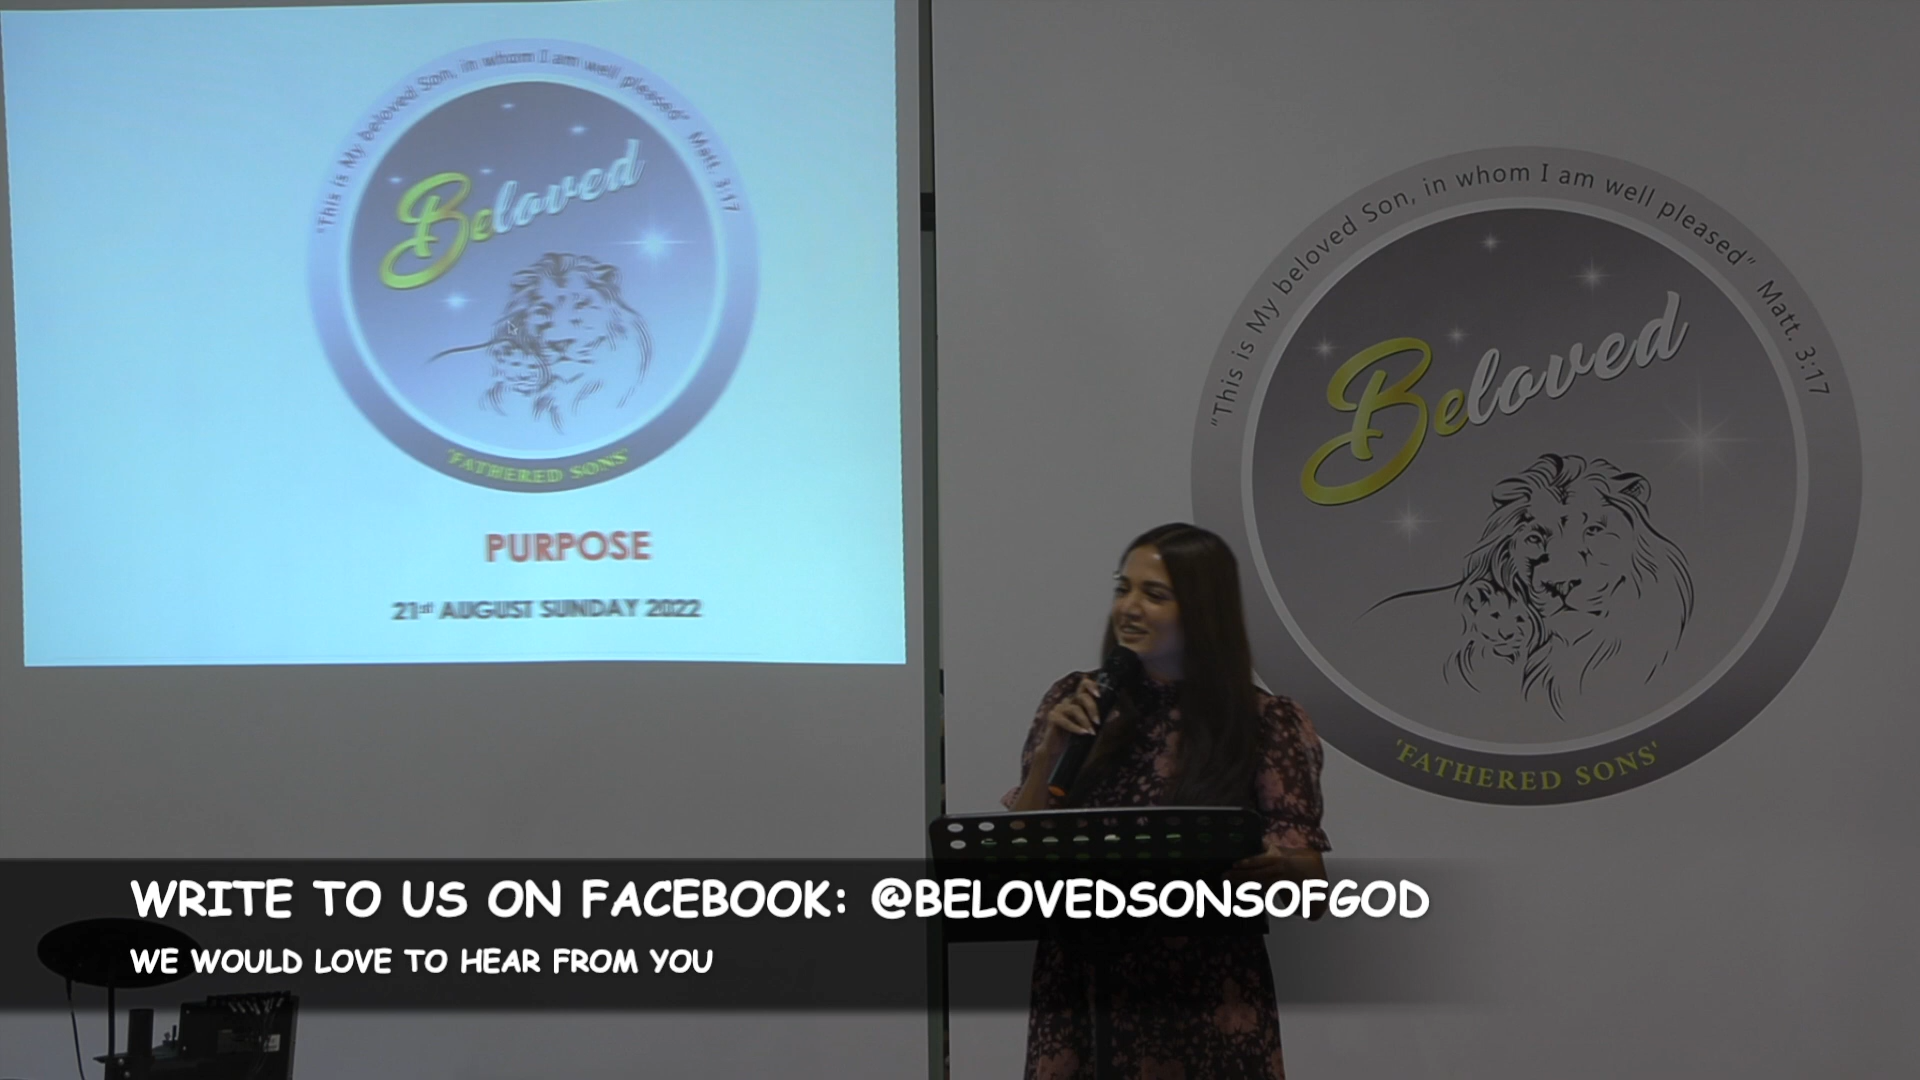 "This is My beloved Son, in whom I am well pleased" Matt. 3:17
Beloved
'FATHERED SONS'
PURPOSE
21st AUGUST SUNDAY 2022
"This is My beloved Son, in whom I am well pleased" Matt. 3:17
Beloved
'FATHERED SONS'
WRITE TO US ON FACEBOOK: @BELOVEDSONSOFGOD
WE WOULD LOVE TO HEAR FROM YOU